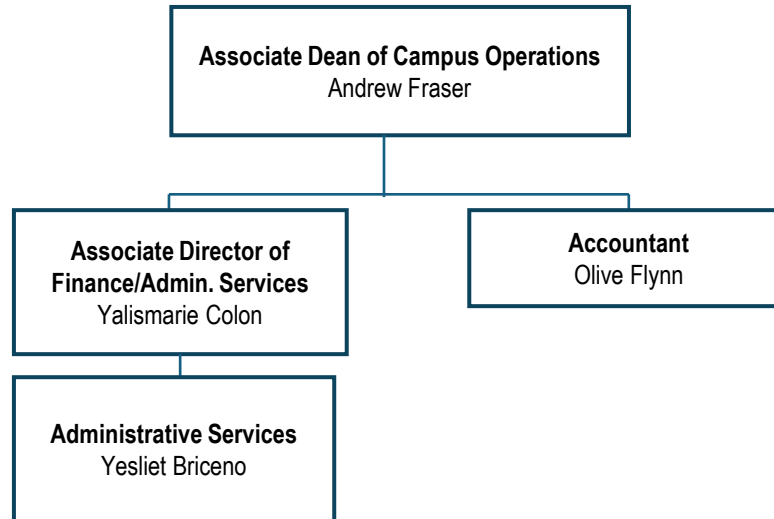 Associate Dean of Campus Operations
Andrew Fraser
Associate Director of
Finance/Admin. Services
Yalismarie Colon
Accountant
Olive Flynn
Administrative Services
Yesliet Briceno